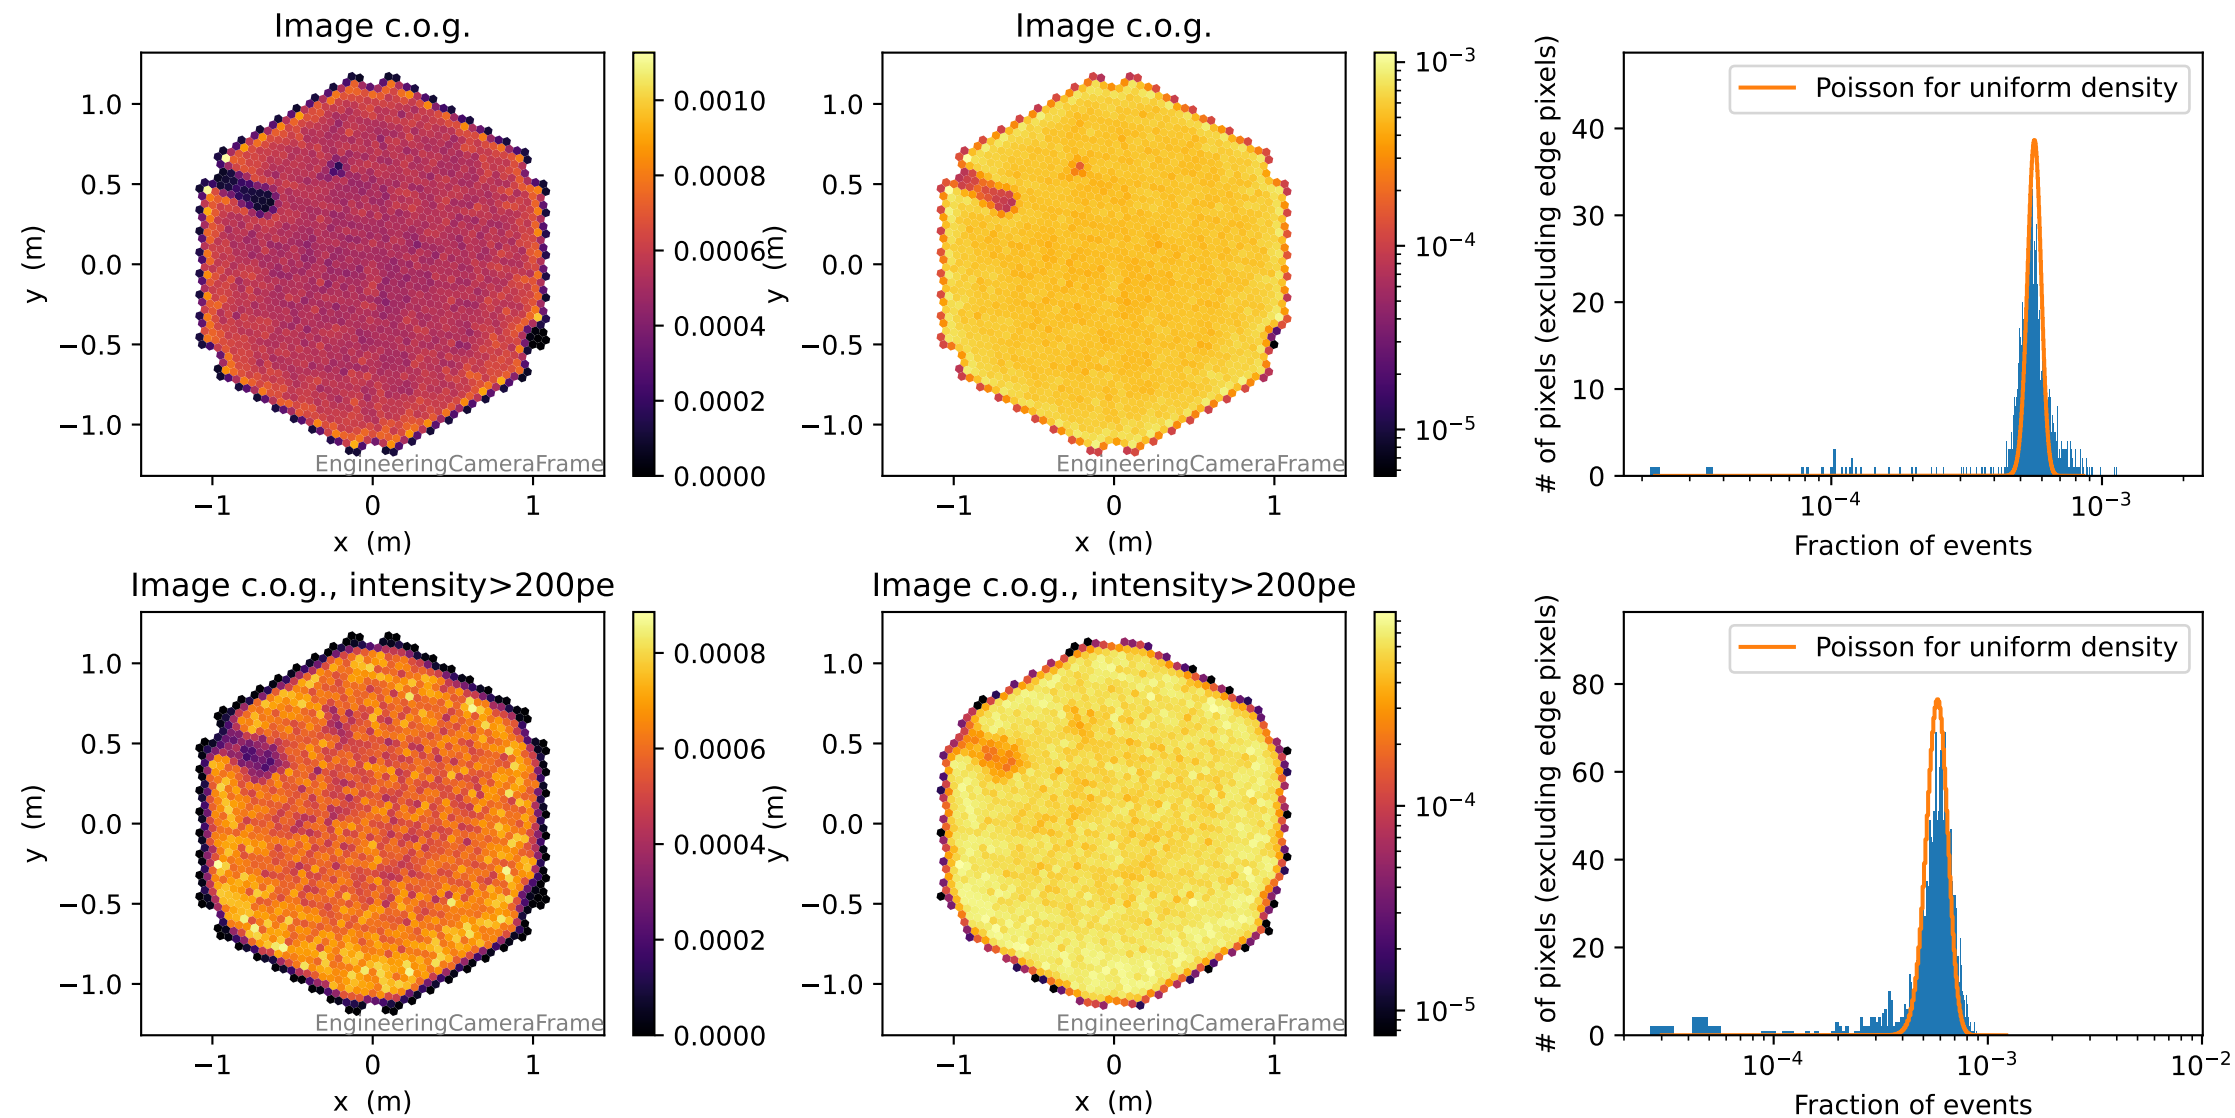 Image c.o.g.
1.0
0.5
0.0
−0.5
−1.0
y (m)
−1
0
1
x (m)
EngineeringCameraFrame
0.0010
0.0008
0.0006
0.0004
0.0002
0.0000
Image c.o.g.
1.0
0.5
0.0
−0.5
−1.0
y (m)
−1
0
1
x (m)
EngineeringCameraFrame
10⁻³
10⁻⁴
10⁻⁵
Poisson for uniform density
# of pixels (excluding edge pixels)
40
30
20
10
0
10⁻⁴
10⁻³
Fraction of events
Image c.o.g., intensity>200pe
1.0
0.5
0.0
−0.5
−1.0
y (m)
−1
0
1
x (m)
EngineeringCameraFrame
0.0008
0.0006
0.0004
0.0002
0.0000
Image c.o.g., intensity>200pe
1.0
0.5
0.0
−0.5
−1.0
y (m)
−1
0
1
x (m)
EngineeringCameraFrame
10⁻⁴
10⁻⁵
Poisson for uniform density
# of pixels (excluding edge pixels)
80
60
40
20
0
10⁻⁴
10⁻³
10⁻²
Fraction of events